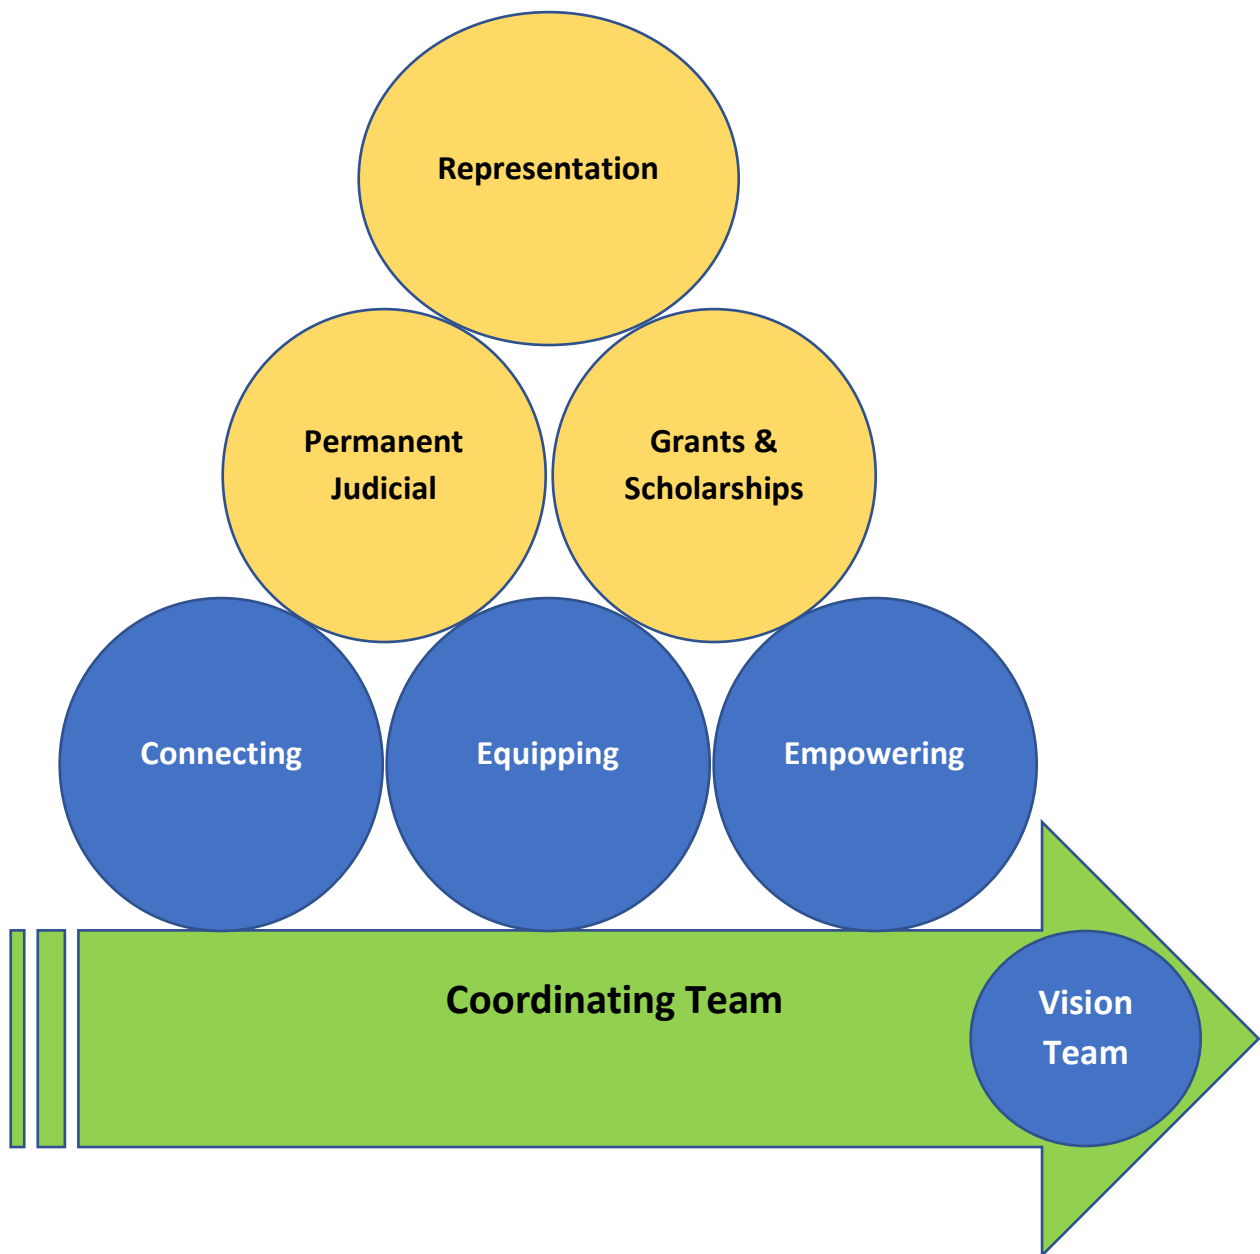 Representation
Permanent
Judicial
Grants &
Scholarships
Connecting
Equipping
Empowering
Coordinating Team
Vision
Team